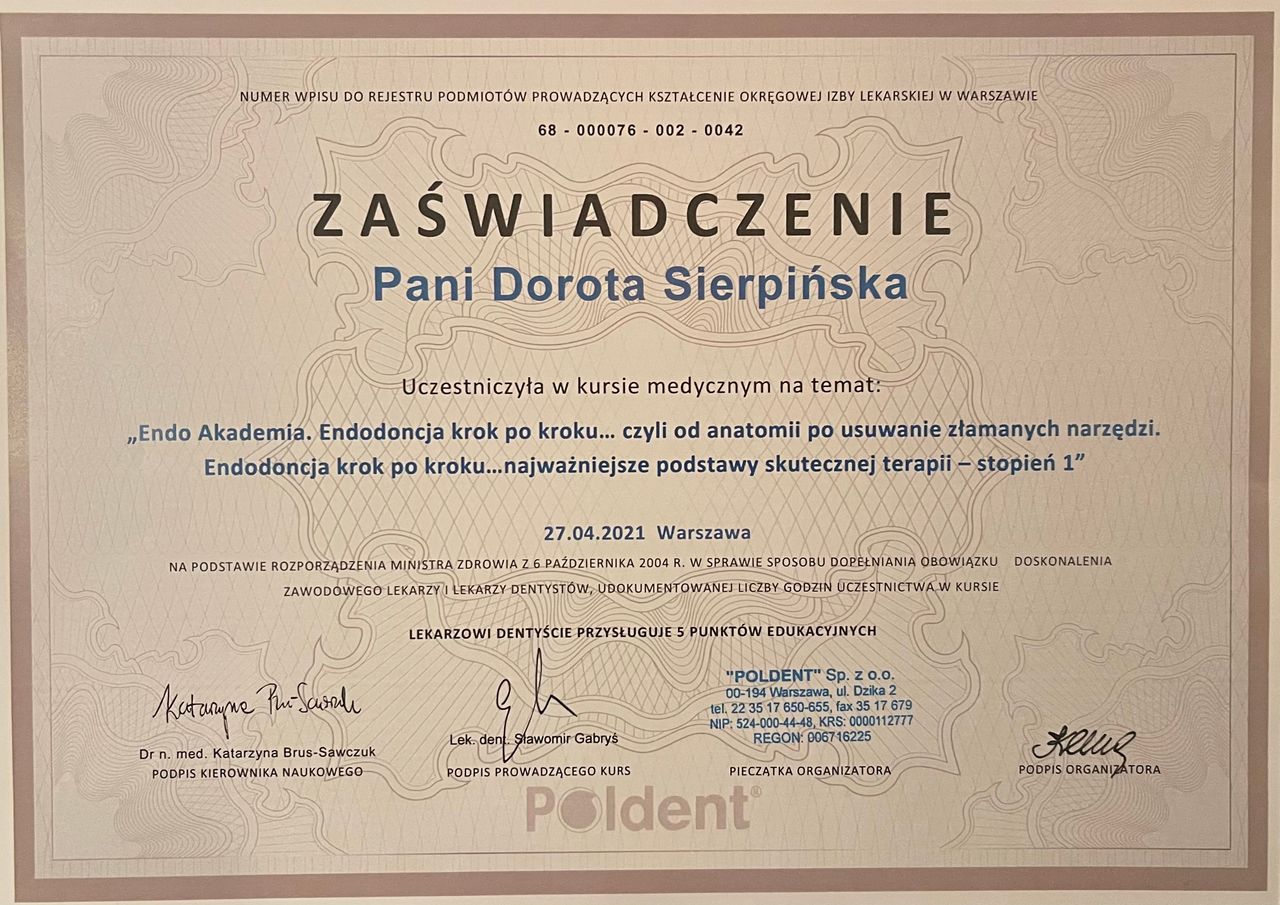 NUMER WPISU DO REJESTRU PODMIOTÓW PROWADZĄCYCH KSZTAŁCENIE OKRĘGOWEJ IZBY LEKARSKIEJ W WARSZAWIE
68 - 000076 - 002 - 0042
ZAŚWIADCZENIE
Pani Dorota Sierpińska
Uczestniczyła w kursie medycznym na temat:
„Endo Akademia. Endodoncja krok po kroku... czyli od anatomii po usuwanie złamanych narzędzi.
Endodoncja krok po kroku...najważniejsze podstawy skutecznej terapii – stopień 1”
27.04.2021 Warszawa
NA PODSTAWIE ROZPORZĄDZENIA MINISTRA ZDROWIA Z 6 PAŹDZIERNIKA 2004 R. W SPRAWIE SPOSOBU DOPEŁNIANIA OBOWIĄZKU DOSKONALENIA
ZAWODOWEGO LEKARZY I LEKARZY DENTYSTÓW, UDOKUMENTOWANEJ LICZBY GODZIN UCZESTNICTWA W KURSIE
LEKARZOWI DENTYŚCIE PRZYSŁUGUJE 5 PUNKTÓW EDUKACYJNYCH
"POLDENT" Sp. z o.o.
00-194 Warszawa, ul. Dzika 2
tel. 22 35 17 650-655, fax 35 17 679
NIP: 524-000-44-48, KRS: 0000112777
REGON: 006716225
Katarzyna Brus-Sawczuk
Dr n. med. Katarzyna Brus-Sawczuk
PODPIS KIEROWNIKA NAUKOWEGO
Lek. dent. Sławomir Gabryś
PODPIS PROWADZĄCEGO KURS
PIECZĄTKA ORGANIZATORA
PODPIS ORGANIZATORA
Poldent®